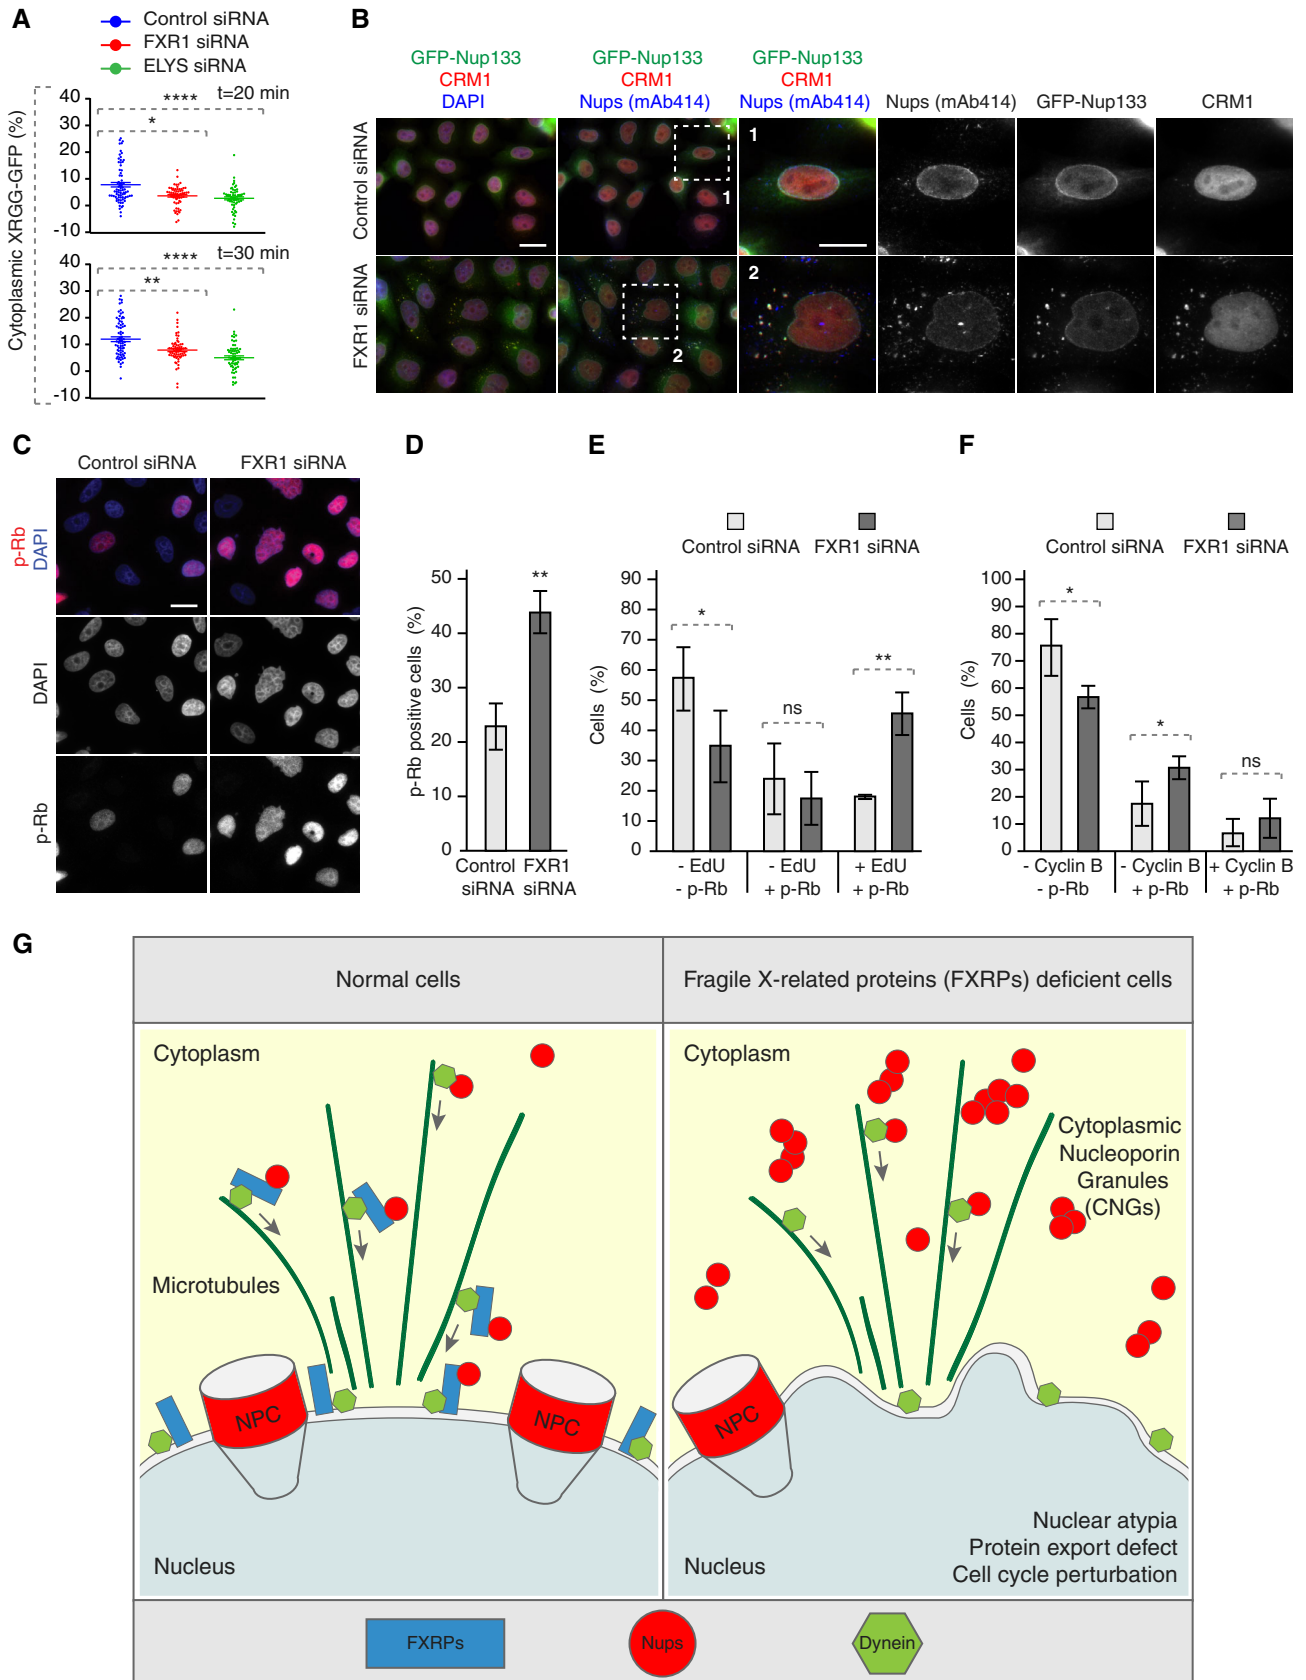 A
Control siRNA
FXR1 siRNA
ELYS siRNA
Cytoplasmic XRGG-GFP (%)
t=20 min
****
*
40
30
20
10
0
-10
t=30 min
****
**
40
30
20
10
0
-10
B
GFP-Nup133
CRM1
DAPI
GFP-Nup133
CRM1
Nups (mAb414)
GFP-Nup133
CRM1
Nups (mAb414)
Nups (mAb414)
GFP-Nup133
CRM1
Control siRNA
1
1
FXR1 siRNA
2
2
C
Control siRNA
FXR1 siRNA
p-Rb
DAPI
DAPI
p-Rb
D
p-Rb positive cells (%)
50
40
30
20
10
0
**
Control
siRNA
FXR1
siRNA
E
Control siRNA
FXR1 siRNA
Cells (%)
90
80
70
60
50
40
30
20
10
0
*
ns
**
- EdU
- p-Rb
- EdU
+ p-Rb
+ EdU
+ p-Rb
F
Control siRNA
FXR1 siRNA
Cells (%)
100
90
80
70
60
50
40
30
20
10
0
*
*
ns
- Cyclin B
- p-Rb
- Cyclin B
+ p-Rb
+ Cyclin B
+ p-Rb
G
Normal cells
Fragile X-related proteins (FXRPs) deficient cells
Cytoplasm
Microtubules
NPC
NPC
Nucleus
Cytoplasm
Cytoplasmic
Nucleoporin
Granules
(CNGs)
NPC
Nuclear atypia
Protein export defect
Cell cycle perturbation
Nucleus
FXRPs
Nups
Dynein